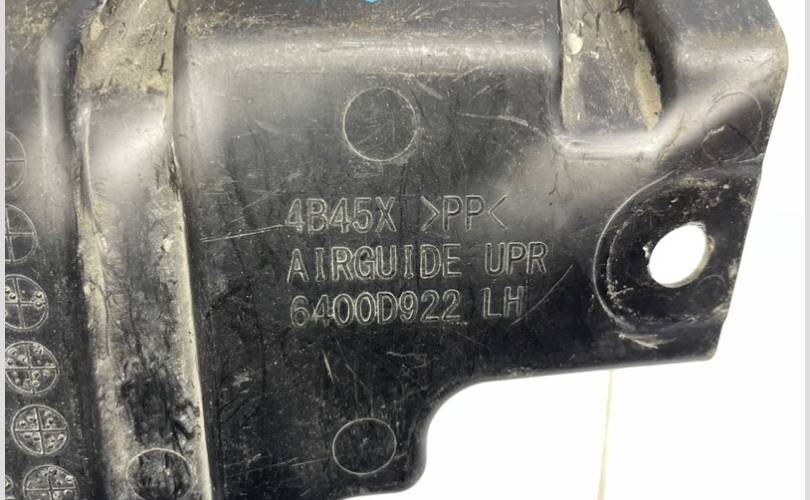 4B45X >PP<
AIRGUIDE UPR
6400D922 LH